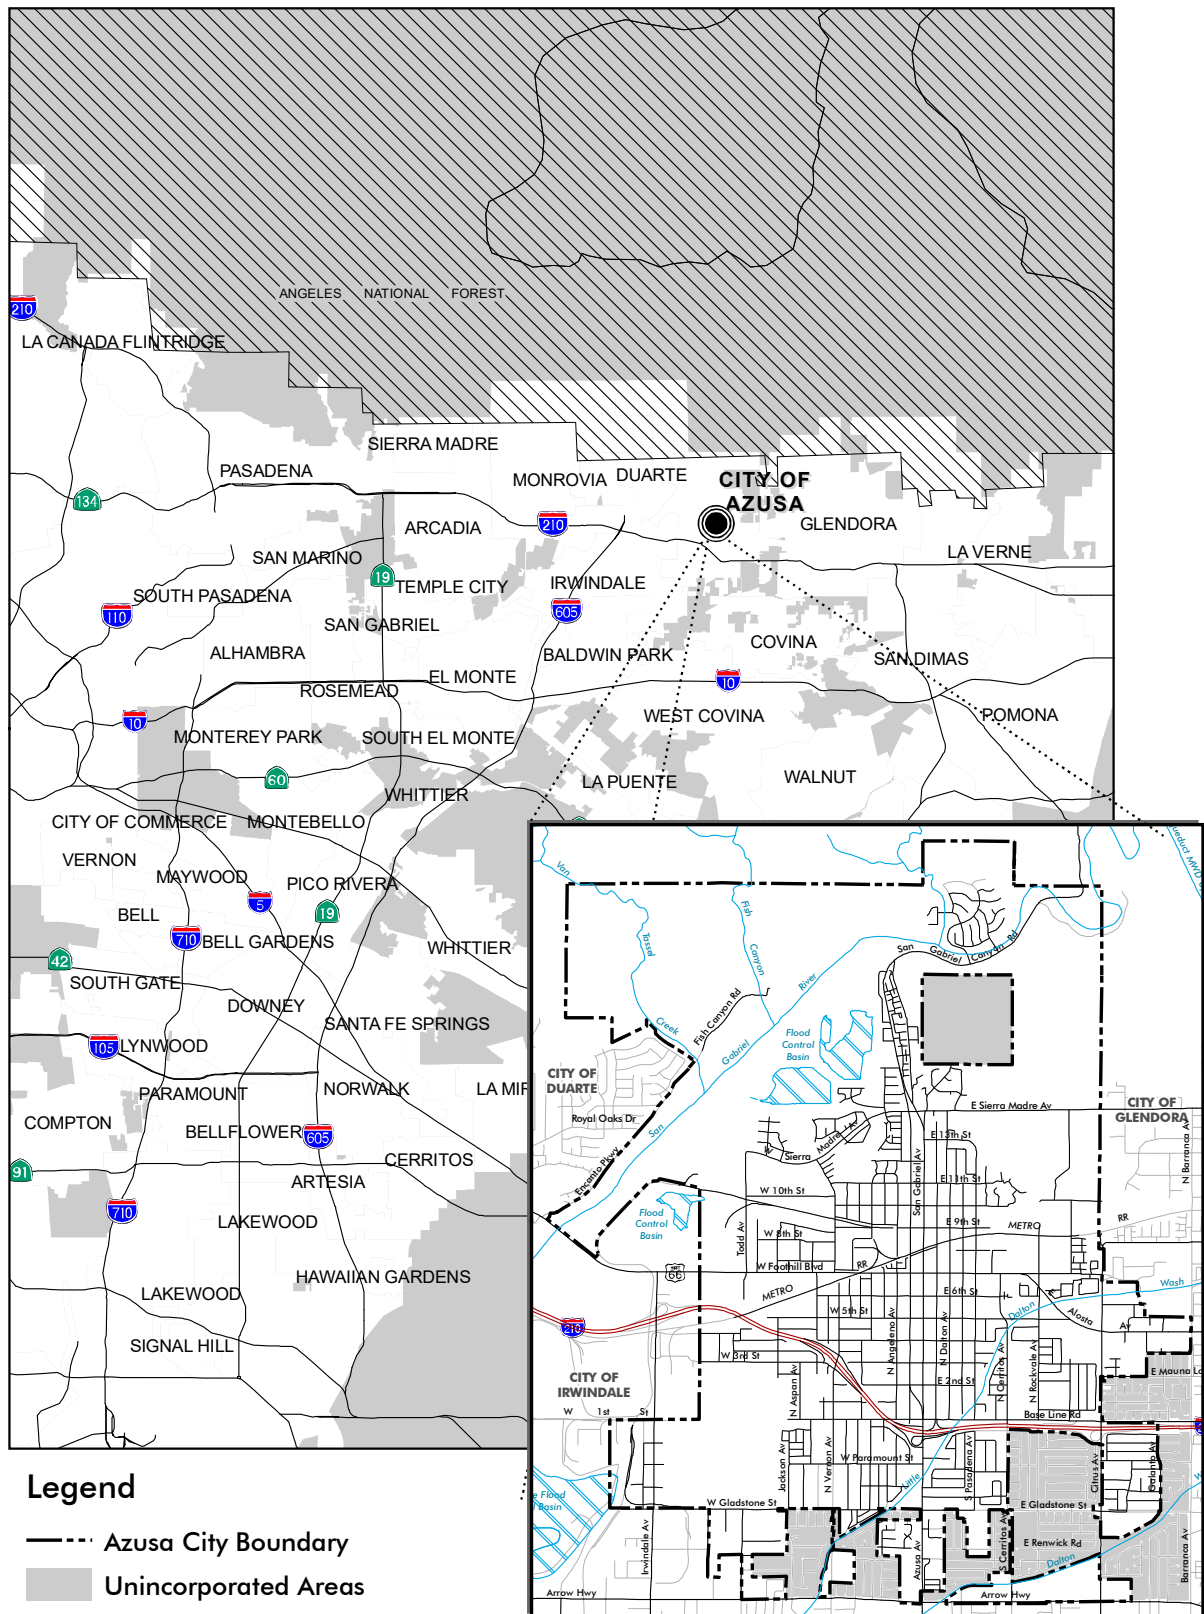 ANGELES NATIONAL FOREST
210
LA CANADA FLINTRIDGE
SIERRA MADRE
PASADENA
MONROVIA
DUARTE
CITY OF
AZUSA
134
ARCADIA
210
GLENDORA
SAN MARINO
LA VERNE
19
TEMPLE CITY
IRWINDALE
SOUTH PASADENA
605
110
SAN GABRIEL
COVINA
ALHAMBRA
BALDWIN PARK
SAN DIMAS
EL MONTE
10
ROSEMEAD
WEST COVINA
POMONA
10
MONTEREY PARK
SOUTH EL MONTE
60
LA PUENTE
WALNUT
WHITTIER
CITY OF COMMERCE
MONTEBELLO
VERNON
MAYWOOD
PICO RIVERA
5
BELL
19
710
BELL GARDENS
WHITTIER
42
SOUTH GATE
DOWNEY
SANTA FE SPRINGS
105
LYNWOOD
PARAMOUNT
NORWALK
LA MIR
COMPTON
BELLFLOWER
605
CERRITOS
91
ARTESIA
710
LAKEWOOD
HAWAIIAN GARDENS
LAKEWOOD
SIGNAL HILL
Van
Tassel
Creek
Fish
Canyon
San Gabriel Canyon Rd
River
Gabriel
San
Fish Canyon Rd
Flood
Control
Basin
CITY OF
DUARTE
Royal Oaks Dr
Encanto Pkwy
E Sierra Madre Av
CITY OF
GLENDORA
N Barranca Av
W Sierra Madre Av
E 13th St
San Gabriel Av
E 11th St
W 10th St
Flood
Control
Basin
Todd Av
W 8th St
E 9th St
METRO
RR
W Foothill Blvd
RR
66
METRO
E 6th St
W 5th St
Dalton
Wash
Alosta
Av
210
N Angeleno Av
N Dalton Av
N Cerritos Av
N Rockvale Av
W 3rd St
E 2nd St
N Aspan Av
CITY OF
IRWINDALE
W 1st St
Base Line Rd
Jackson Av
N Vernon Av
W Paramount St
S Pasadena Av
Citrus Av
Little
W Gladstone St
E Gladstone St
Irwindale Av
Azusa Av
S Cerritos Av
E Renwick Rd
Dalton
Barranca Av
Arrow Hwy
Arrow Hwy
Legend
Azusa City Boundary
Unincorporated Areas